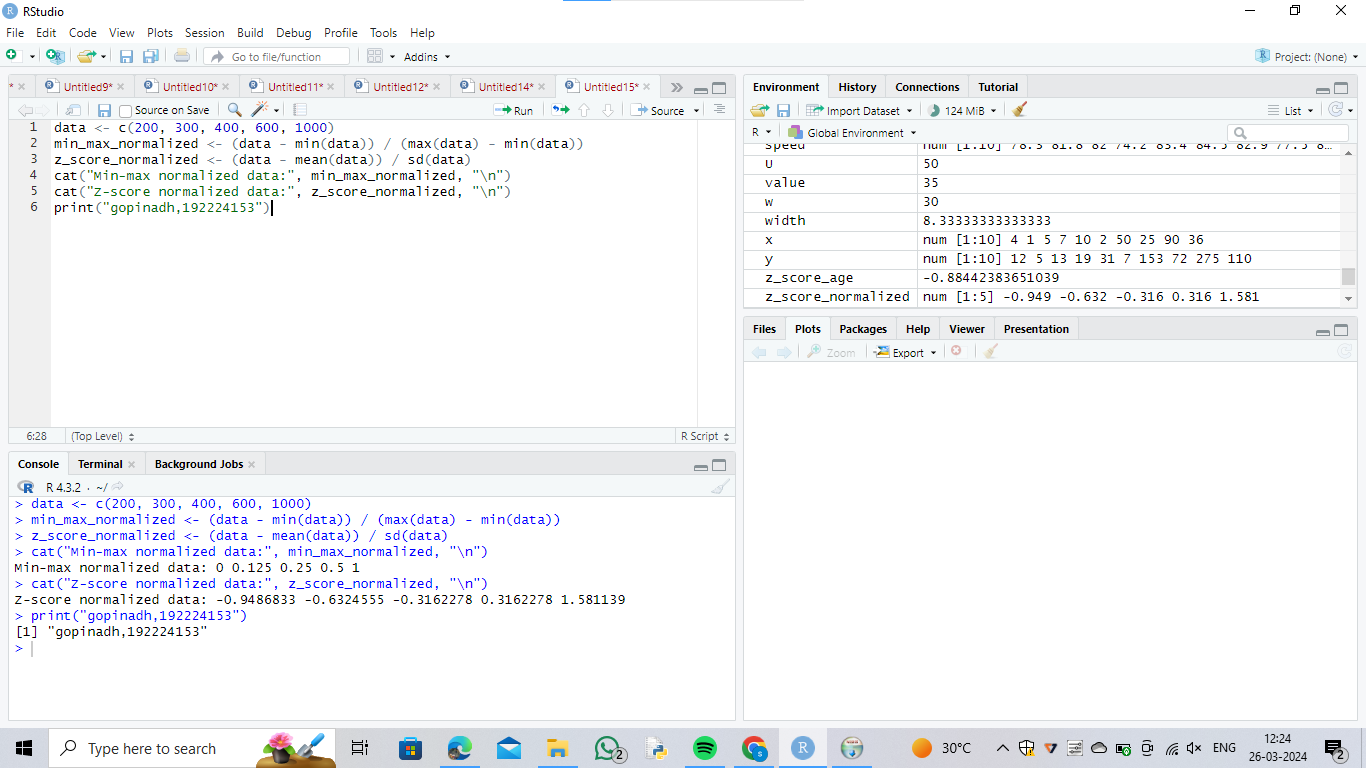 RStudio
File Edit Code View Plots Session Build Debug Profile Tools Help
Go to file/function Addins Project: (None)
Untitled9* Untitled10* Untitled11* Untitled12* Untitled14* Untitled15*
Source on Save Run Source
1 data <- c(200, 300, 400, 600, 1000)
2 min_max_normalized <- (data - min(data)) / (max(data) - min(data))
3 z_score_normalized <- (data - mean(data)) / sd(data)
4 cat("Min-max normalized data:", min_max_normalized, "\n")
5 cat("Z-score normalized data:", z_score_normalized, "\n")
6 print("gopinadh,192224153")
6:28 (Top Level) R Script
Console Terminal Background Jobs
R 4.3.2 · ~/
> data <- c(200, 300, 400, 600, 1000)
> min_max_normalized <- (data - min(data)) / (max(data) - min(data))
> z_score_normalized <- (data - mean(data)) / sd(data)
> cat("Min-max normalized data:", min_max_normalized, "\n")
Min-max normalized data: 0 0.125 0.25 0.5 1
> cat("Z-score normalized data:", z_score_normalized, "\n")
Z-score normalized data: -0.9486833 -0.6324555 -0.3162278 0.3162278 1.581139
> print("gopinadh,192224153")
[1] "gopinadh,192224153"
>
Environment History Connections Tutorial
Import Dataset 124 MiB List
R Global Environment
speed num [1:10] 78.3 81.8 82 74.2 83.4 84.5 82.9 77.5 8…
U 50
value 35
w 30
width 8.33333333333333
x num [1:10] 4 1 5 7 10 2 50 25 90 36
y num [1:10] 12 5 13 19 31 7 153 72 275 110
z_score_age -0.88442383651039
z_score_normalized num [1:5] -0.949 -0.632 -0.316 0.316 1.581
Files Plots Packages Help Viewer Presentation
Zoom Export
Type here to search
30°C ENG 12:24
26-03-2024